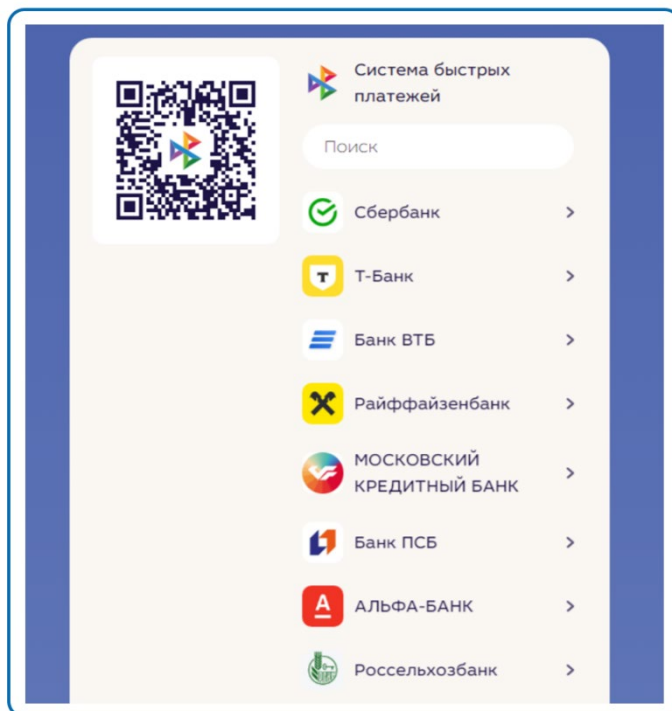 Система быстрых
платежей
Поиск
Сбербанк
Т
Т-Банк
Банк ВТБ
Райффайзенбанк
МОСКОВСКИЙ
КРЕДИТНЫЙ БАНК
Банк ПСБ
А
АЛЬФА-БАНК
Россельхозбанк